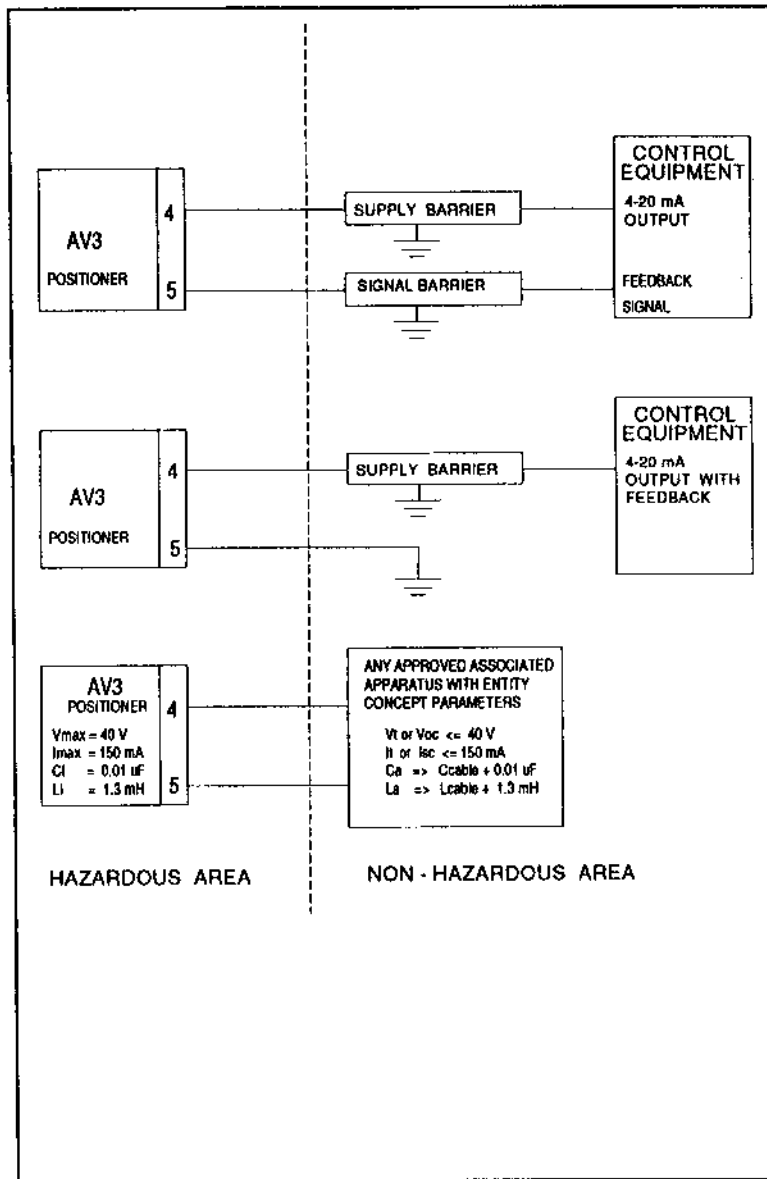 CONTROL
EQUIPMENT
4-20 mA
OUTPUT
FEEDBACK
SIGNAL
AV3
POSITIONER
4
5
SUPPLY BARRIER
SIGNAL BARRIER
CONTROL
EQUIPMENT
4-20 mA
OUTPUT WITH
FEEDBACK
AV3
POSITIONER
4
5
SUPPLY BARRIER
AV3
POSITIONER
Vmax = 40 V
Imax = 150 mA
Ci = 0.01 uF
Li = 1.3 mH
4
5
ANY APPROVED ASSOCIATED
APPARATUS WITH ENTITY
CONCEPT PARAMETERS
Vt or Voc <= 40 V
It or Isc <= 150 mA
Ca => Ccable + 0.01 uF
La => Lcable + 1.3 mH
HAZARDOUS AREA
NON - HAZARDOUS AREA